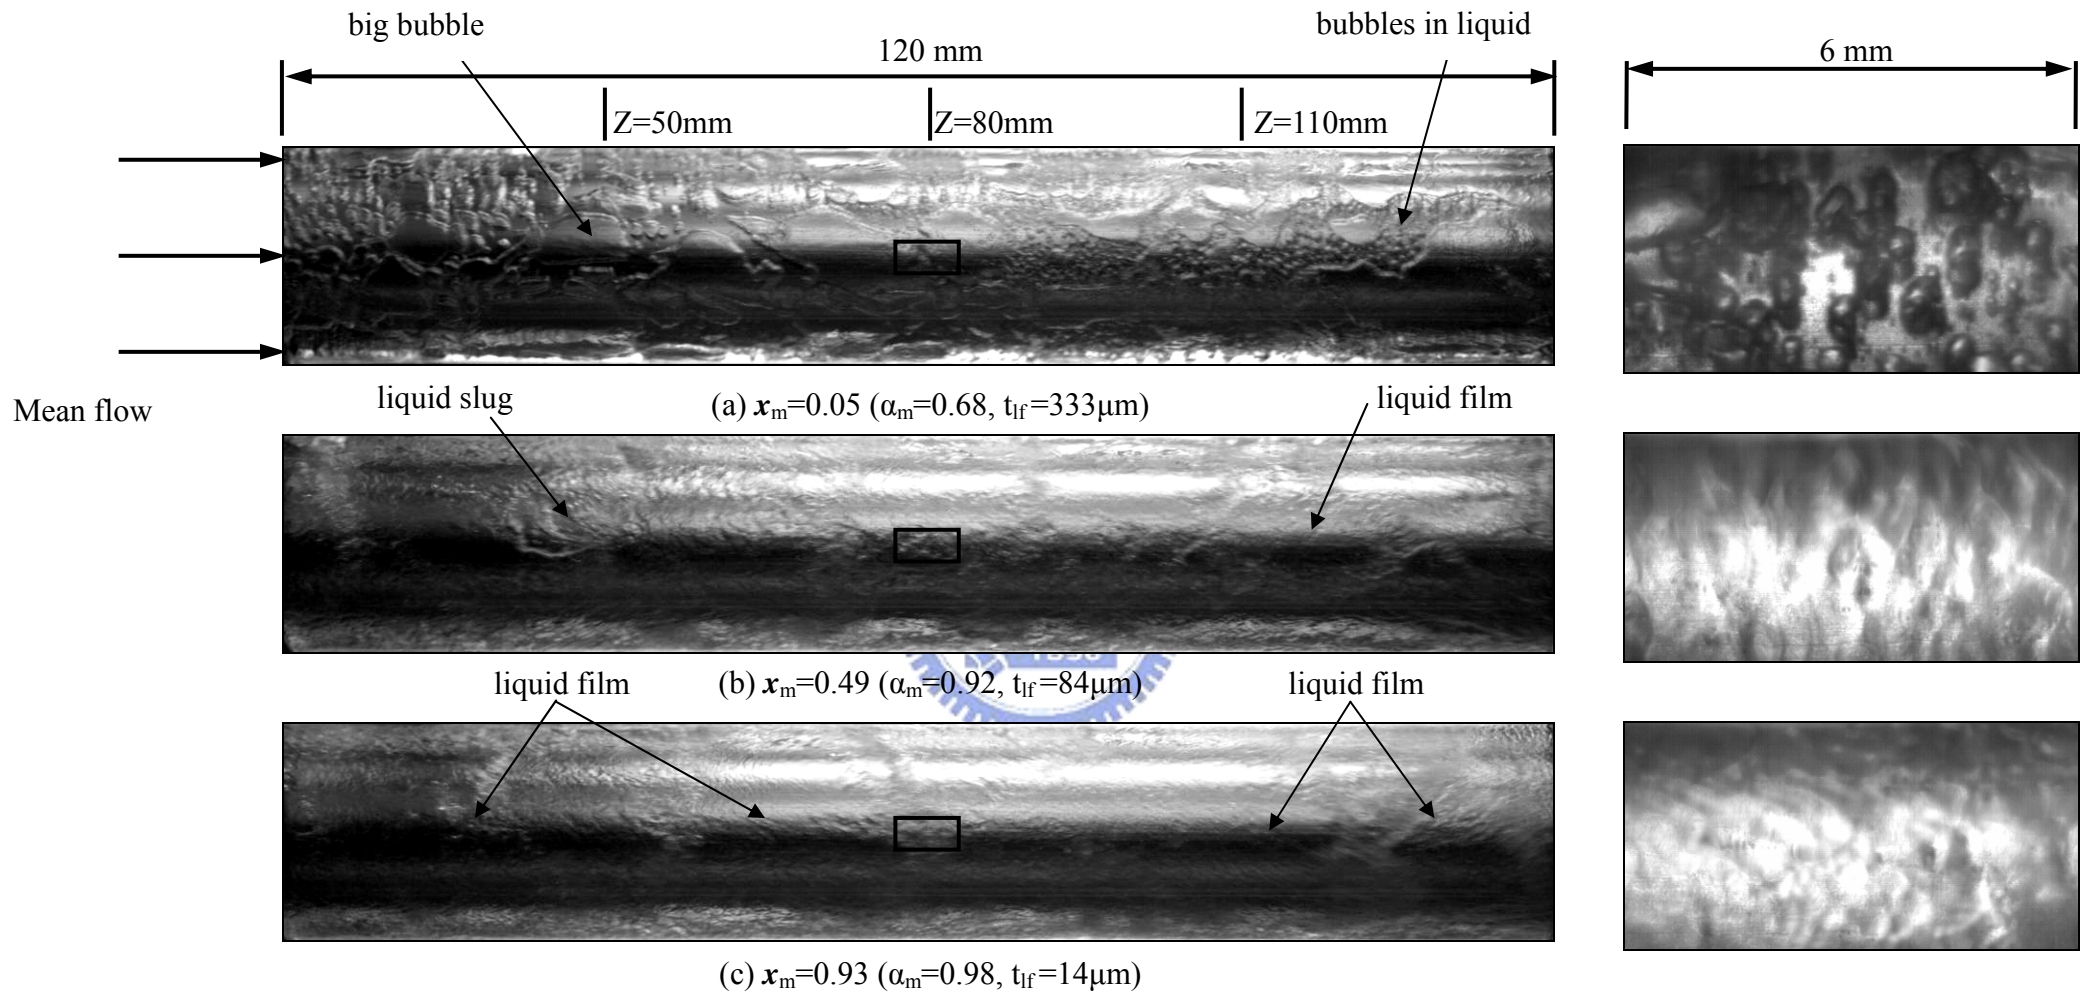 big bubble
bubbles in liquid
120 mm
6 mm
Z=50mm
Z=80mm
Z=110mm
Mean flow
liquid slug
(a) xm=0.05 (αm=0.68, tlf=333μm)
liquid film
liquid film
(b) xm=0.49 (αm=0.92, tlf=84μm)
liquid film
(c) xm=0.93 (αm=0.98, tlf=14μm)